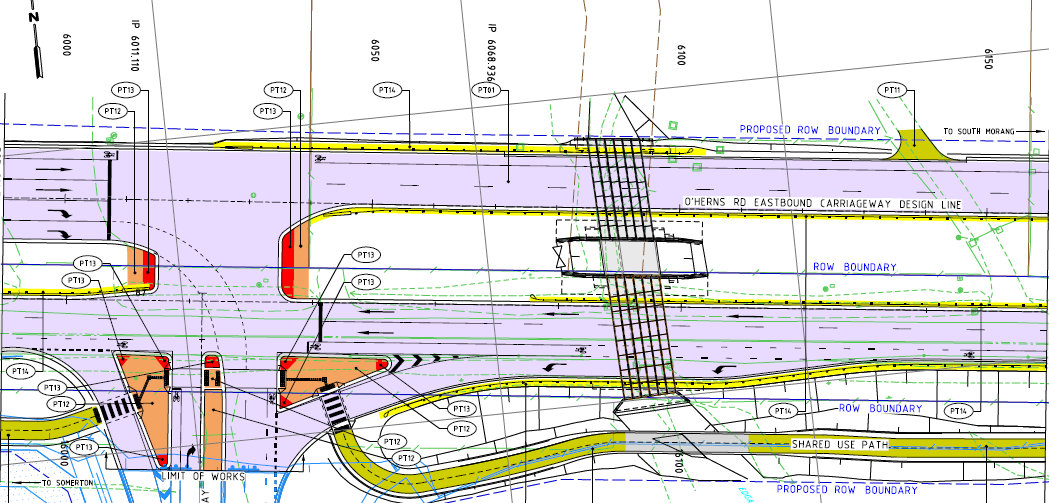 N
6000
IP 6011.110
6050
IP 6068.936
6100
6150
PT13
PT12
PT12
PT13
PT14
PT01
PT11
PROPOSED ROW BOUNDARY
TO SOUTH MORANG
O'HERNS RD EASTBOUND CARRIAGEWAY DESIGN LINE
PT13
PT13
PT13
PT13
ROW BOUNDARY
PT14
PT13
PT12
PT13
PT12
PT14
ROW BOUNDARY
PT14
PT13
PT12
PT12
SHARED USE PATH
6000
6100
TO SOMERTON
LIMIT OF WORKS
PROPOSED ROW BOUNDARY